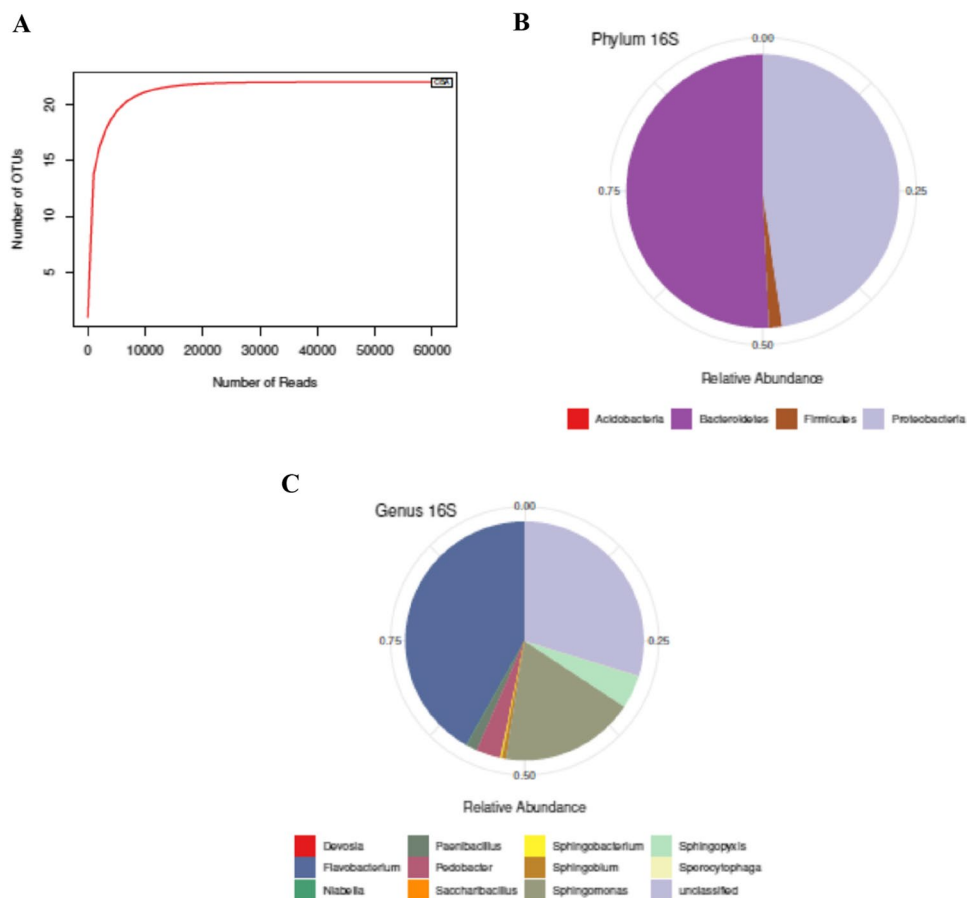 A
Number of OTUs
5
10
15
20
0 10000 20000 30000 40000 50000 60000
Number of Reads
B
Phylum 16S
0.00
0.25
0.50
0.75
Relative Abundance
Acidobacteria Bacteroidetes Firmicutes Proteobacteria
C
Genus 16S
0.00
0.25
0.50
0.75
Relative Abundance
Devosia Paenibacillus Sphingobacterium Sphingopyxis
Flavobacterium Pedobacter Sphingobium Sporocytophaga
Niabella Saccharibacillus Sphingomonas unclassified